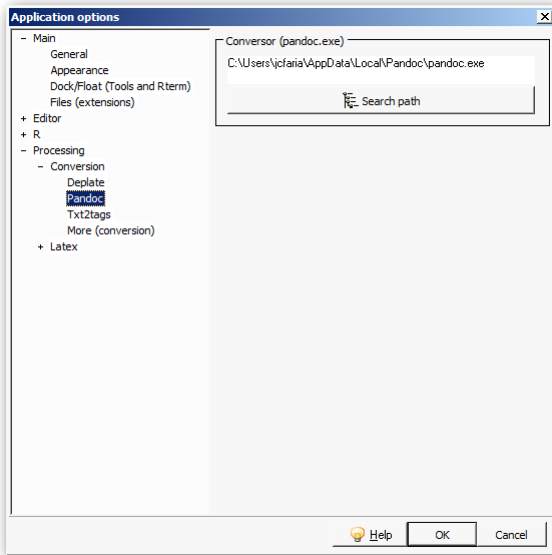 Application options
- Main
General
Appearance
Dock/Float (Tools and Rterm)
Files (extensions)
+ Editor
+ R
- Processing
- Conversion
Deplate
Pandoc
Txt2tags
More (conversion)
+ Latex
Conversor (pandoc.exe)
C:\Users\jcfaria\AppData\Local\Pandoc\pandoc.exe
Search path
Help
OK
Cancel